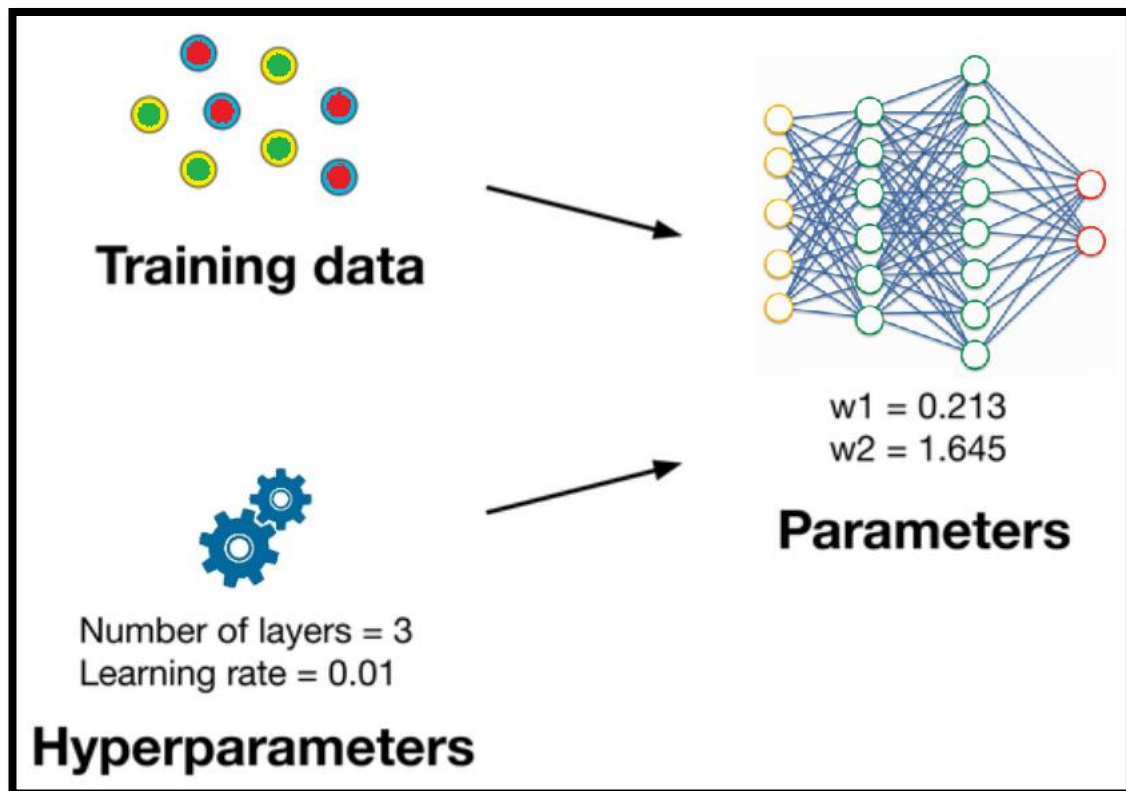 Training data
w1 = 0.213
w2 = 1.645
Parameters
Number of layers = 3
Learning rate = 0.01
Hyperparameters